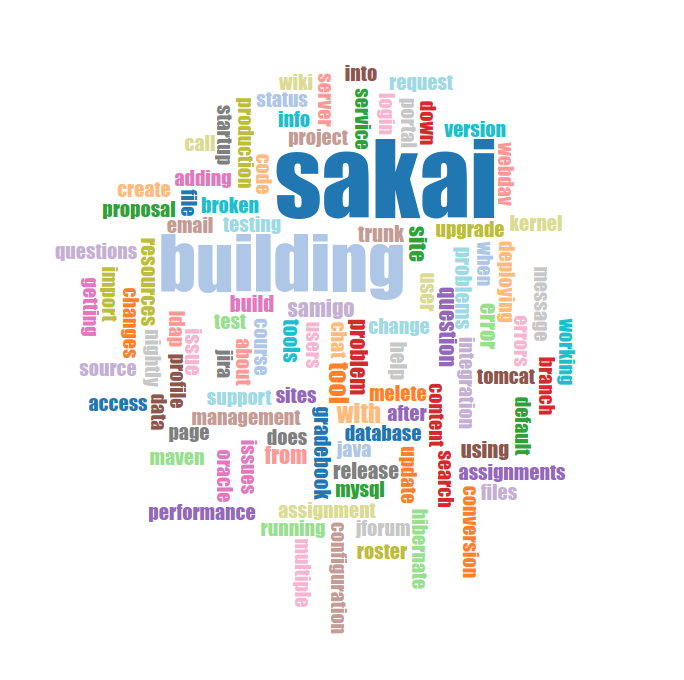 into
wiki
server
request
status
service
login
portal
down
production
startup
info
version
project
call
sakai
webdav
code
adding
create
file
broken
proposal
email
testing
trunk
site
upgrade
kernel
building
questions
resources
problems
when
deploying
message
getting
import
changes
user
question
build
samigo
error
errors
working
ldap
issue
test
course
tools
users
chat
problem
change
nightly
jira
about
tool
help
integration
source
profile
tomcat
branch
access
data
support
sites
melete
content
default
management
gradebook
with
after
page
does
database
maven
oracle
issues
from
java
release
update
search
using
assignments
mysql
files
performance
assignment
conversion
running
jforum
hibernate
multiple
configuration
roster